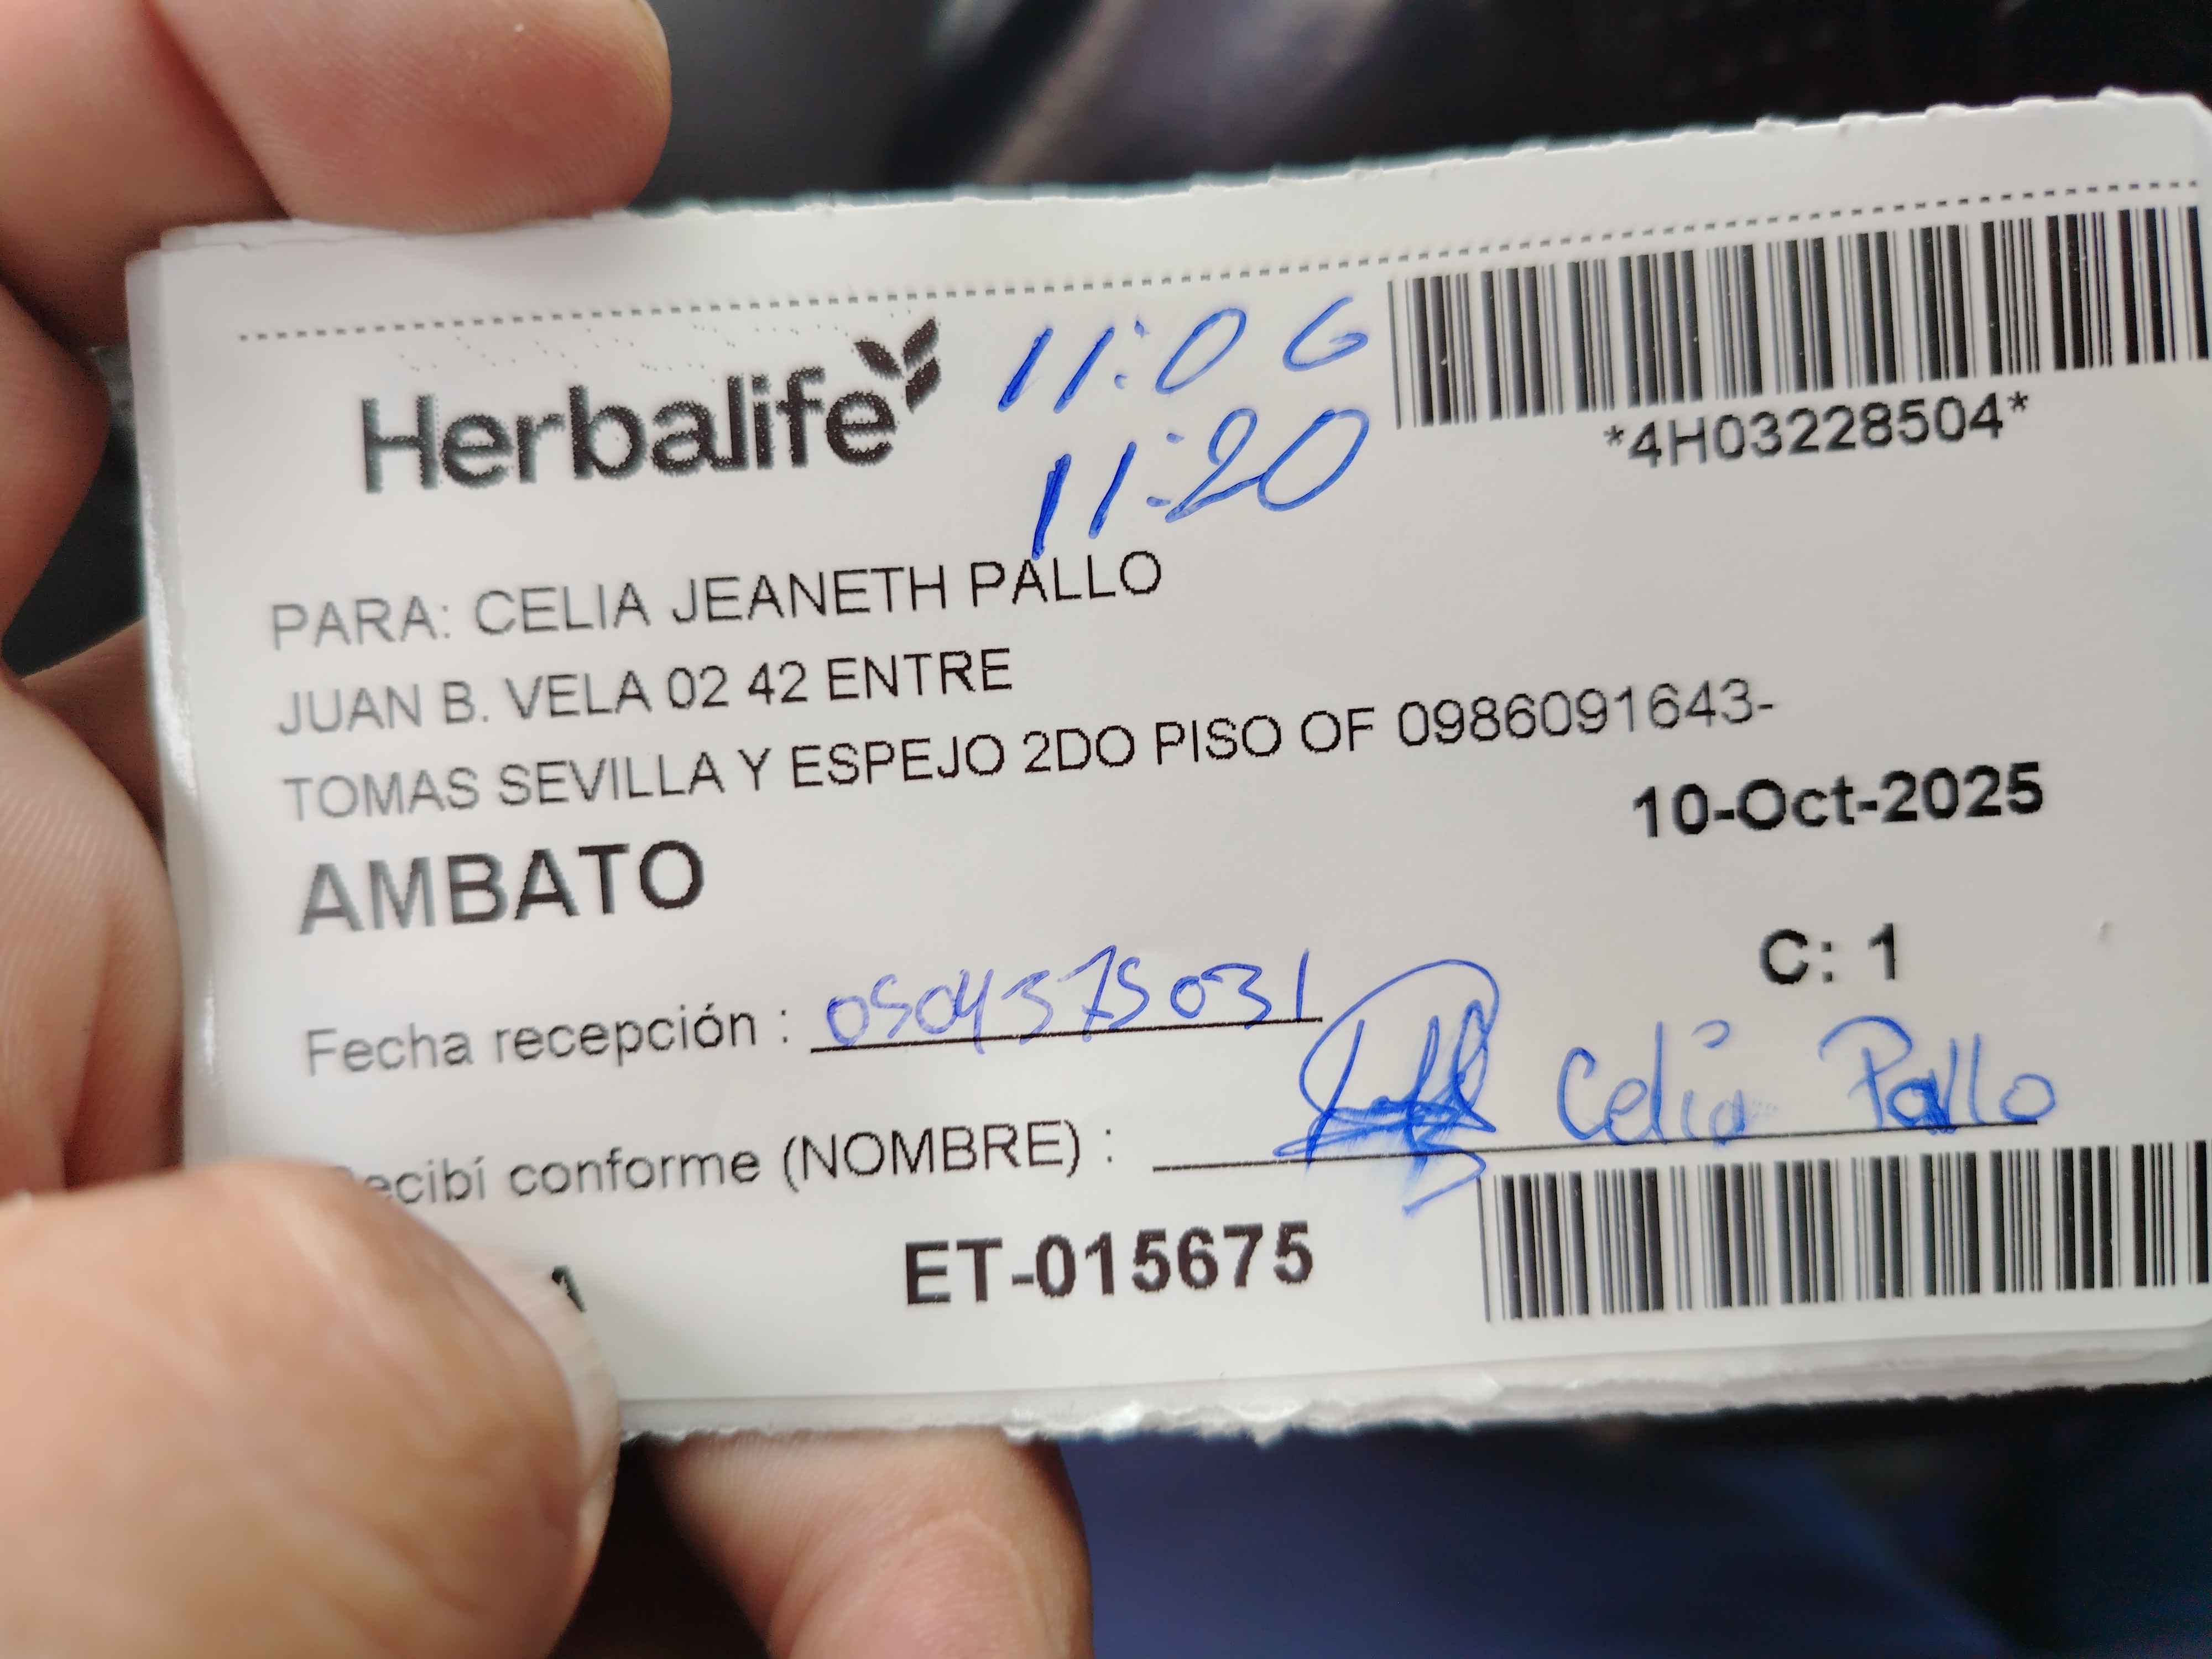 Herbalife
11:06
11:20
*4H03228504*
PARA: CELIA JEANETH PALLO
JUAN B. VELA 02 42 ENTRE
TOMAS SEVILLA Y ESPEJO 2DO PISO OF 0986091643-
10-Oct-2025
AMBATO
C: 1
Fecha recepción : 0504375031
ecibí conforme (NOMBRE) : Celia Pallo
ET-015675